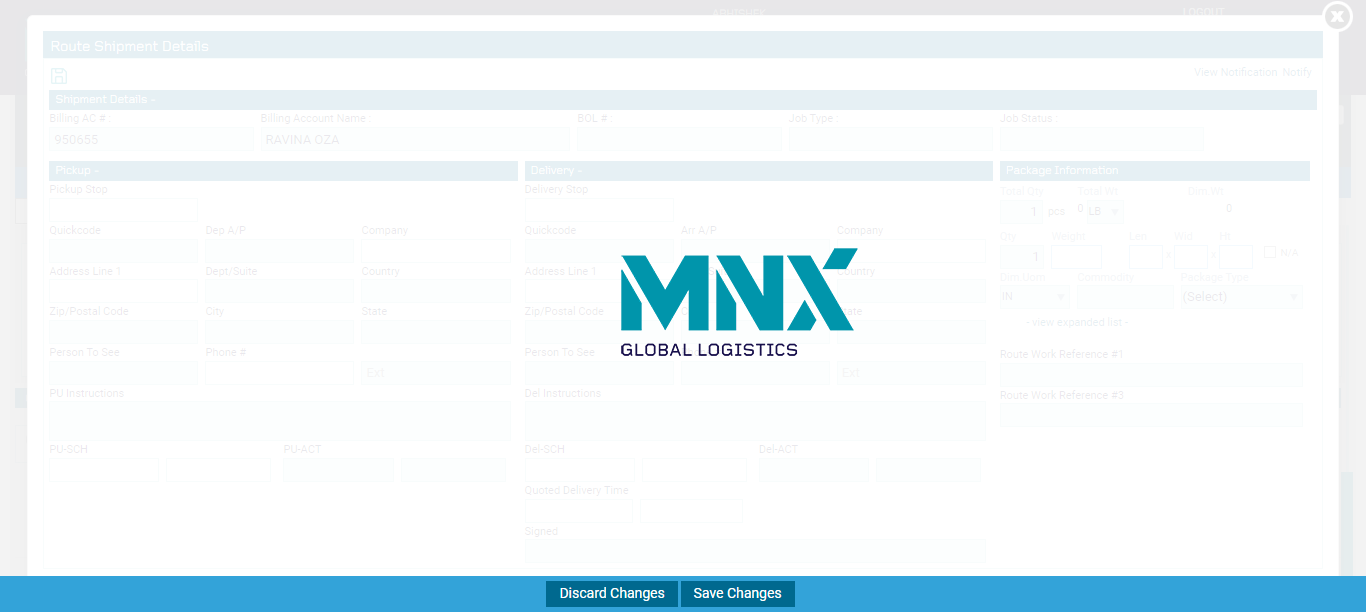 ABHISHEK LOGOUT
Route Shipment Details
View Notification Notify
Shipment Details -
Billing AC # : Billing Account Name : BOL # : Job Type : Job Status :
950655 RAVINA OZA
Pickup - Delivery - Package Information
Pickup Stop Delivery Stop Total Qty Total Wt Dim Wt
1 pcs 0 LB 0
Quickcode Dep A/P Company Quickcode Arr A/P Company Qty Weight Len Wid Ht
1 x x N/A
Address Line 1 Dept/Suite Country Address Line 1 Country Dim Uom Commodity Package Type
IN (Select)
Zip/Postal Code City State Zip/Postal Code State
- view expanded list -
MNX
GLOBAL LOGISTICS
Person To See Phone # Person To See Route Work Reference #1
Ext Ext
PU Instructions Del Instructions Route Work Reference #3
PU-SCH PU-ACT Del-SCH Del-ACT
Quoted Delivery Time
Signed
Discard Changes Save Changes